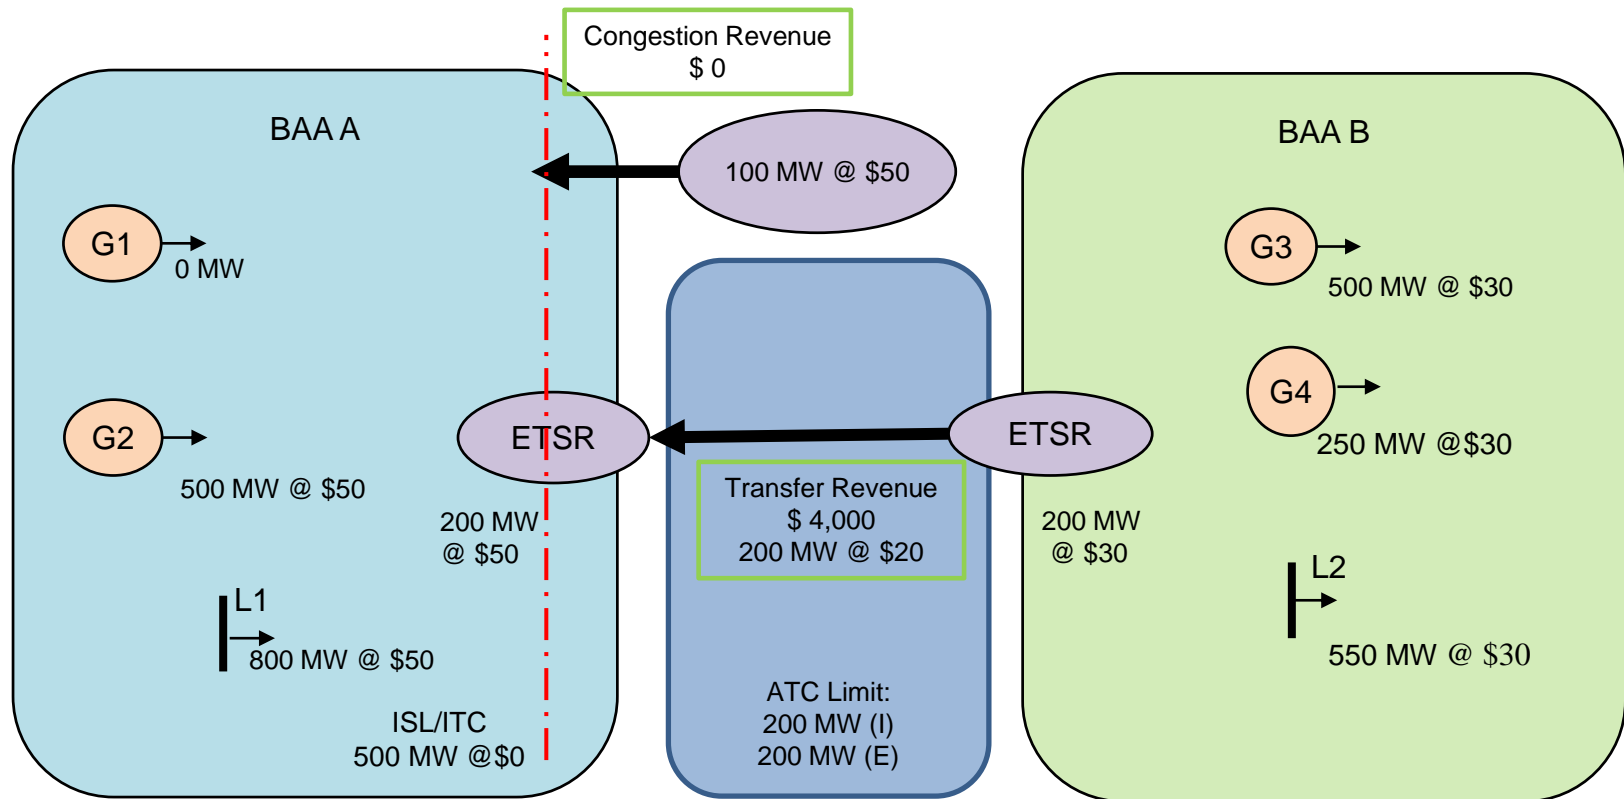 Congestion Revenue
$ 0
BAA A
BAA B
100 MW @ $50
G1
0 MW
G3
500 MW @ $30
G4
250 MW @$30
G2
500 MW @ $50
ETSR
ETSR
200 MW
@ $50
Transfer Revenue
$ 4,000
200 MW @ $20
200 MW
@ $30
L1
800 MW @ $50
L2
550 MW @ $30
ISL/ITC
500 MW @$0
ATC Limit:
200 MW (I)
200 MW (E)